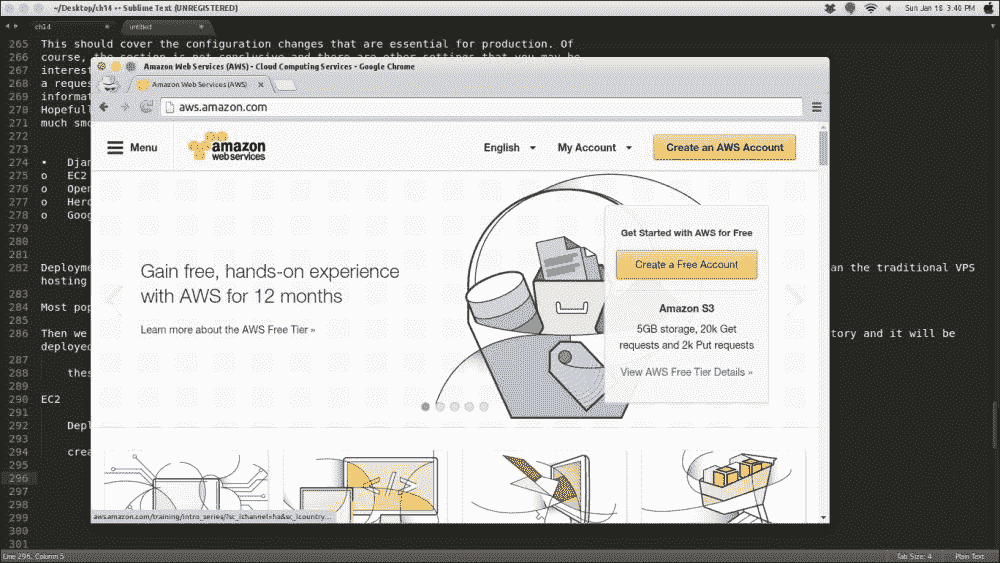 ~/Desktop/ch14 •- Sublime Text (UNREGISTERED)
Sun Jan 18 3:40 PM
ch14
untitled
265 This should cover the configuration changes that are essential for production. Of
266 course, the section is not conclusive and there are other settings that you may be
267 interest
268 a reques
269 informat
270 Hopefull
271 much smo
272
273
274 • Djan
275 o EC2
276 o Open
277 o Hero
278 o Goog
279
280
281
282 Deployme an the traditional VPS
hosting
283
284 Most pop
285
286 Then we tory and it will be
deployed
287
288 thes
289
290 EC2
291
292 Depl
293
294 crea
295
296
297
298
299
300
301
Amazon Web Services (AWS) - Cloud Computing Services - Google Chrome
Amazon Web Services (AWS)
aws.amazon.com
Menu
amazon
web services
English
My Account
Create an AWS Account
Gain free, hands-on experience
with AWS for 12 months
Learn more about the AWS Free Tier »
Get Started with AWS for Free
Create a Free Account
Amazon S3
5GB storage, 20k Get
requests and 2k Put requests
View AWS Free Tier Details »
</>
aws.amazon.com/training/intro_series/?sc_ichannel=ha&sc_icountry...
Line 296, Column 5
Tab Size: 4
Plain Text